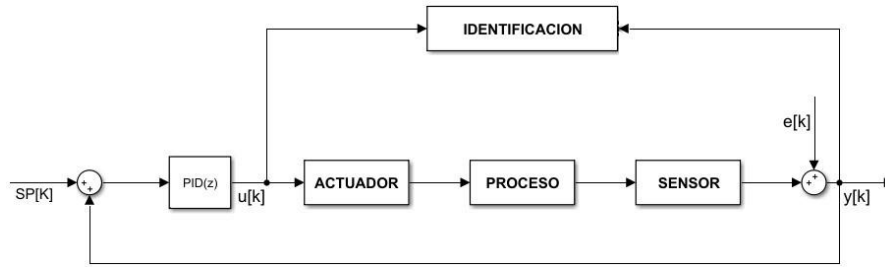 IDENTIFICACION
e[k]
SP[K]
+
+
PID(z)
u[k]
ACTUADOR
PROCESO
SENSOR
+
+
y[k]